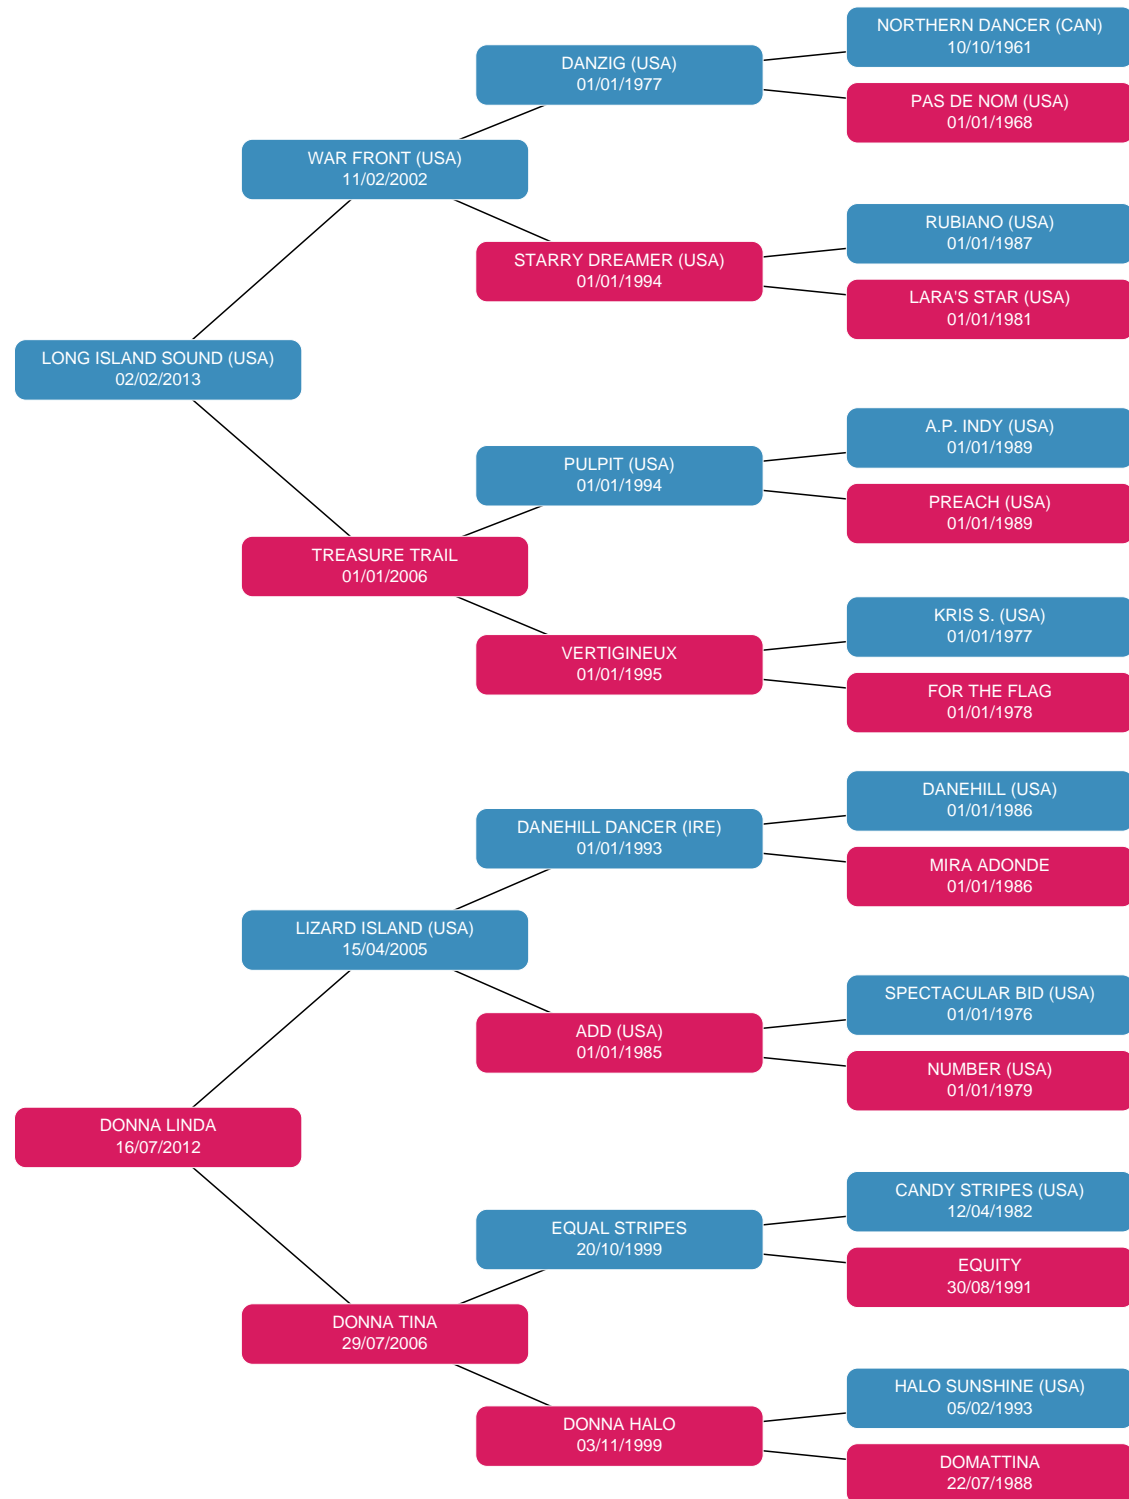 NORTHERN DANCER (CAN)
10/10/1961
DANZIG (USA)
01/01/1977
PAS DE NOM (USA)
01/01/1968
WAR FRONT (USA)
11/02/2002
RUBIANO (USA)
01/01/1987
STARRY DREAMER (USA)
01/01/1994
LARA'S STAR (USA)
01/01/1981
LONG ISLAND SOUND (USA)
02/02/2013
A.P. INDY (USA)
01/01/1989
PULPIT (USA)
01/01/1994
PREACH (USA)
01/01/1989
TREASURE TRAIL
01/01/2006
KRIS S. (USA)
01/01/1977
VERTIGINEUX
01/01/1995
FOR THE FLAG
01/01/1978
DANEHILL (USA)
01/01/1986
DANEHILL DANCER (IRE)
01/01/1993
MIRA ADONDE
01/01/1986
LIZARD ISLAND (USA)
15/04/2005
SPECTACULAR BID (USA)
01/01/1976
ADD (USA)
01/01/1985
NUMBER (USA)
01/01/1979
DONNA LINDA
16/07/2012
CANDY STRIPES (USA)
12/04/1982
EQUAL STRIPES
20/10/1999
EQUITY
30/08/1991
DONNA TINA
29/07/2006
HALO SUNSHINE (USA)
05/02/1993
DONNA HALO
03/11/1999
DOMATTINA
22/07/1988